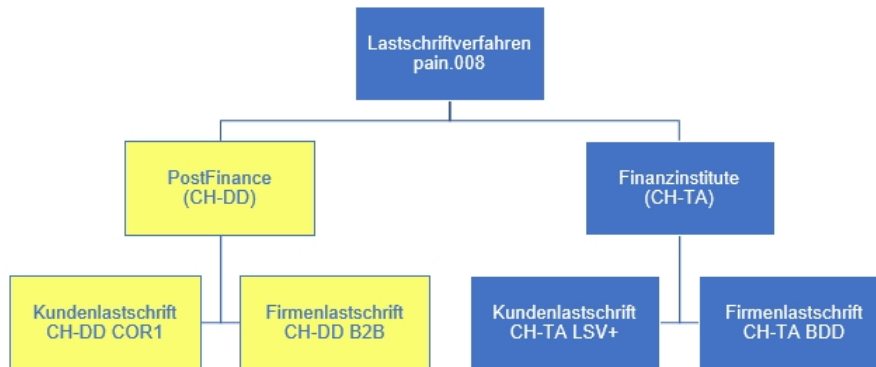 Lastschriftverfahren
pain.008
PostFinance
(CH-DD)
Finanzinstitute
(CH-TA)
Kundenlastschrift
CH-DD COR1
Firmenlastschrift
CH-DD B2B
Kundenlastschrift
CH-TA LSV+
Firmenlastschrift
CH-TA BDD